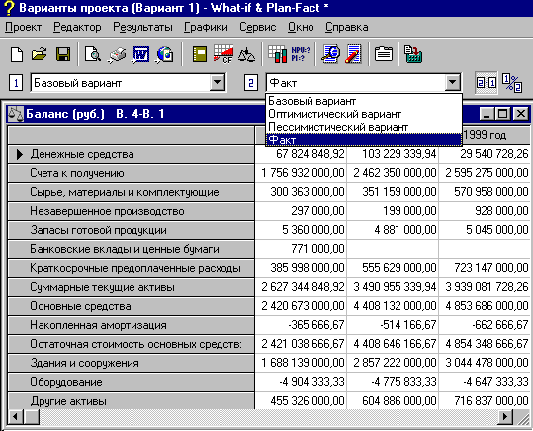 ? Варианты проекта (Вариант 1) - What-if & Plan-Fact *
Проект Редактор Результаты Графики Сервис Окно Справка
CF NPV-? PI-?
1 Базовый вариант 2 Факт 2-1 1/2%
Базовый вариант
Оптимистический вариант
Пессимистический вариант
Факт
Баланс (руб.) В. 4-В. 1
1999 год
Денежные средства 67 824 848,92 103 229 339,94 29 540 728,26
Счета к получению 1 756 932 000,00 2 462 350 000,00 2 595 275 000,00
Сырье, материалы и комплектующие 300 363 000,00 351 159 000,00 570 958 000,00
Незавершенное производство 297 000,00 199 000,00 928 000,00
Запасы готовой продукции 5 360 000,00 4 881 000,00 5 045 000,00
Банковские вклады и ценные бумаги 771 000,00
Краткосрочные предоплаченные расходы 385 998 000,00 555 629 000,00 723 147 000,00
Суммарные текущие активы 2 627 344 848,92 3 490 955 339,94 3 939 081 728,26
Основные средства 2 420 673 000,00 4 408 132 000,00 4 853 686 000,00
Накопленная амортизация -365 666,67 -514 166,67 -662 666,67
Остаточная стоимость основных средств: 2 421 038 666,67 4 408 646 166,67 4 854 348 666,67
Здания и сооружения 1 688 139 000,00 2 857 222 000,00 3 044 478 000,00
Оборудование -4 904 333,33 -4 775 833,33 -4 647 333,33
Другие активы 455 326 000,00 604 886 000,00 716 837 000,00